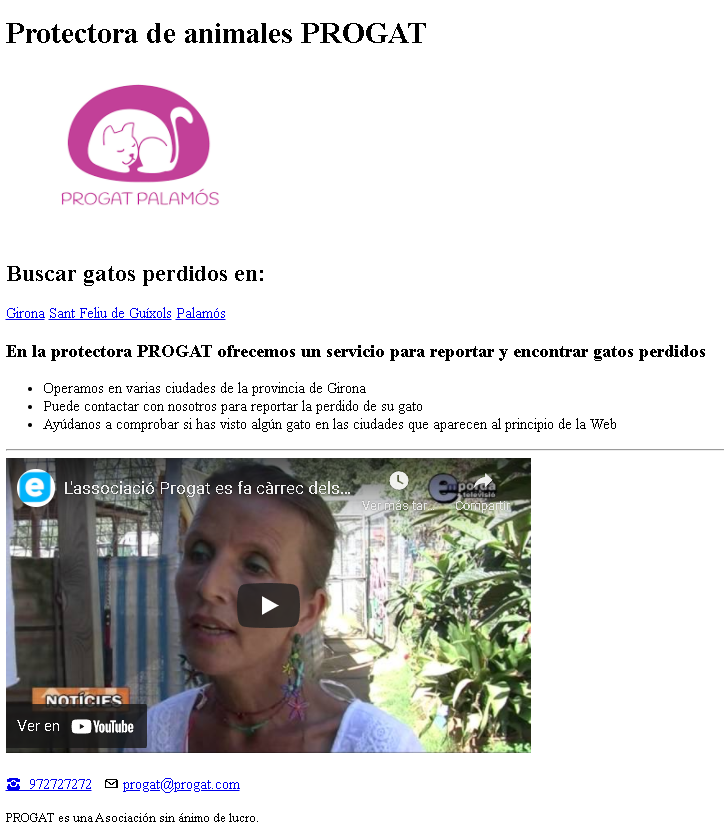 Protectora de animales PROGAT
PROGAT PALAMÓS
Buscar gatos perdidos en:
Girona Sant Feliu de Guíxols Palamós
En la protectora PROGAT ofrecemos un servicio para reportar y encontrar gatos perdidos
• Operamos en varias ciudades de la provincia de Girona
• Puede contactar con nosotros para reportar la perdido de su gato
• Ayúdanos a comprobar si has visto algún gato en las ciudades que aparecen al principio de la Web
e L'associació Progat es fa càrrec dels...
Ver más tar...
Compartir
empordà
televisió
NOTÍCIES
Ver en YouTube
972727272 progat@progat.com
PROGAT es una Asociación sin ánimo de lucro.